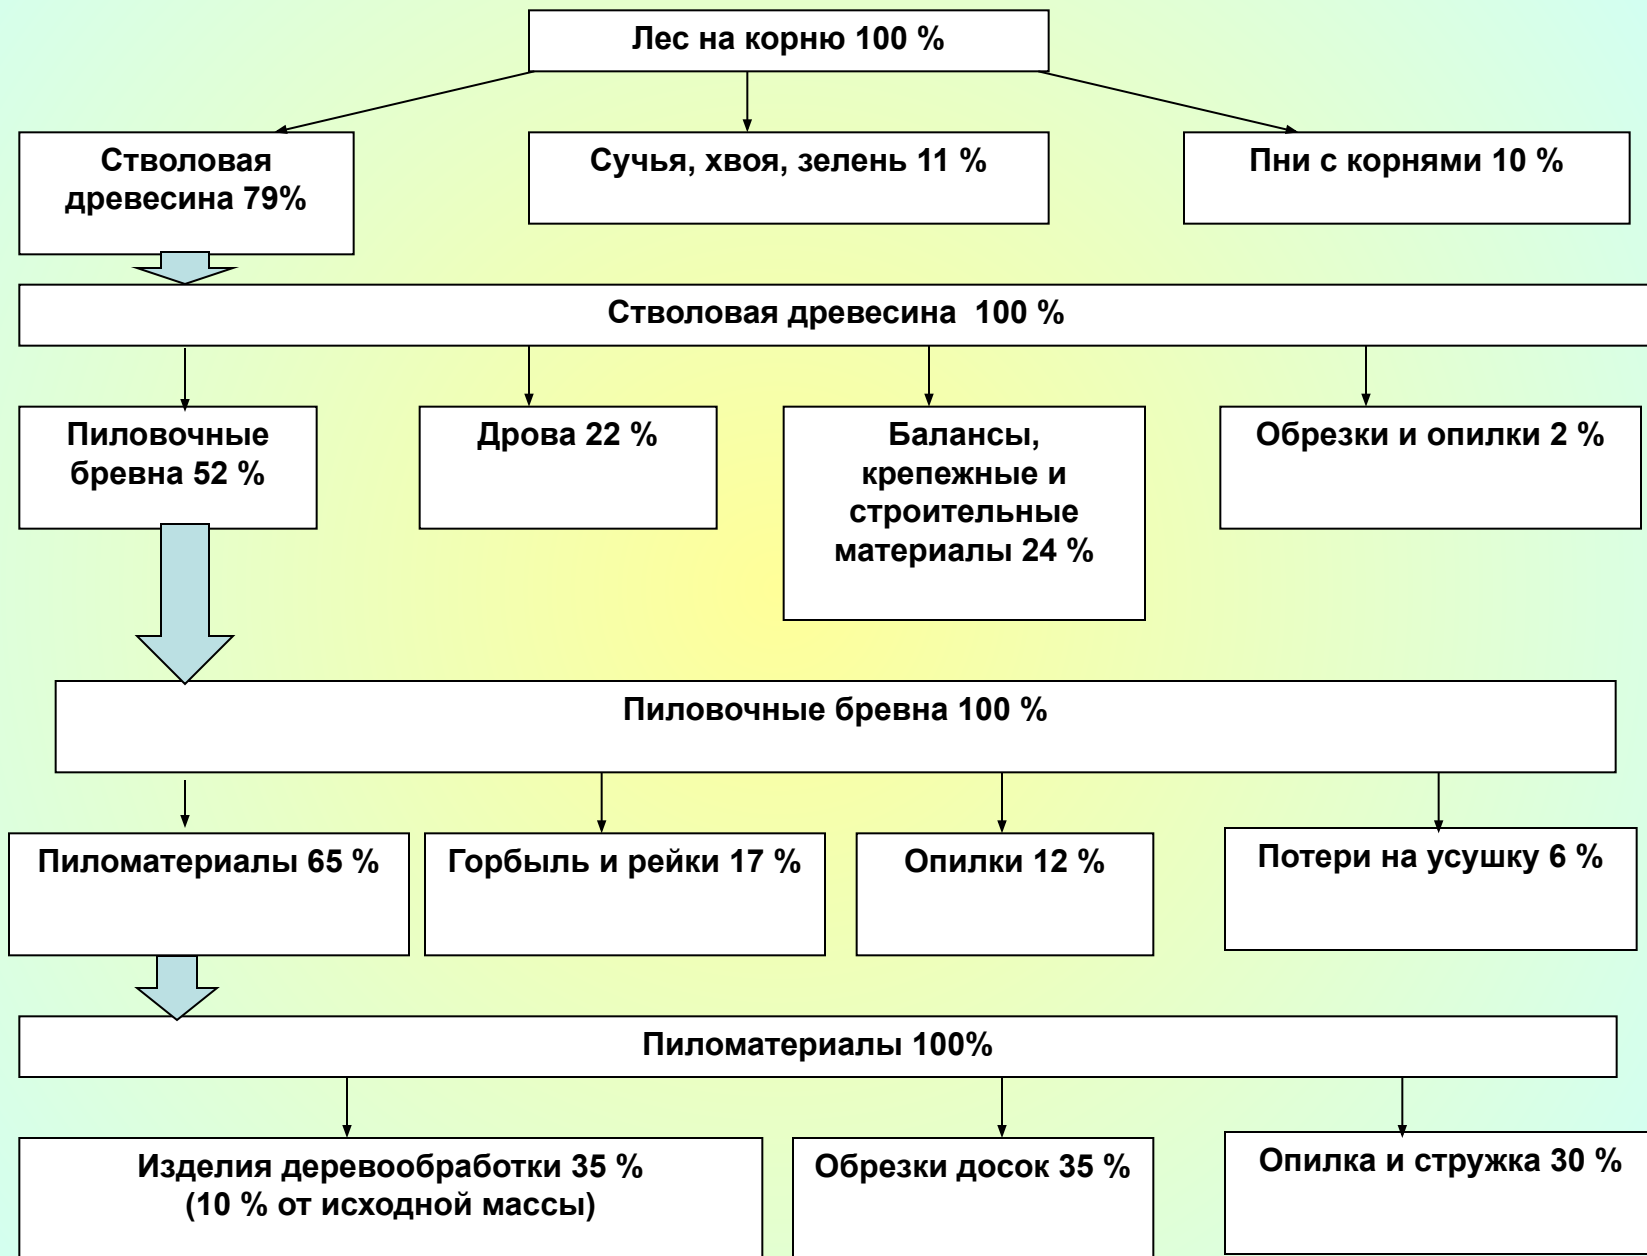 Лес на корню 100 %
Стволовая
древесина 79%
Сучья, хвоя, зелень 11 %
Пни с корнями 10 %
Стволовая древесина  100 %
Пиловочные
бревна 52 %
Дрова 22 %
Балансы,
крепежные и
строительные
материалы 24 %
Обрезки и опилки 2 %
Пиловочные бревна 100 %
Пиломатериалы 65 %
Горбыль и рейки 17 %
Опилки 12 %
Потери на усушку 6 %
Пиломатериалы 100%
Изделия деревообработки 35 %
(10 % от исходной массы)
Обрезки досок 35 %
Опилка и стружка 30 %